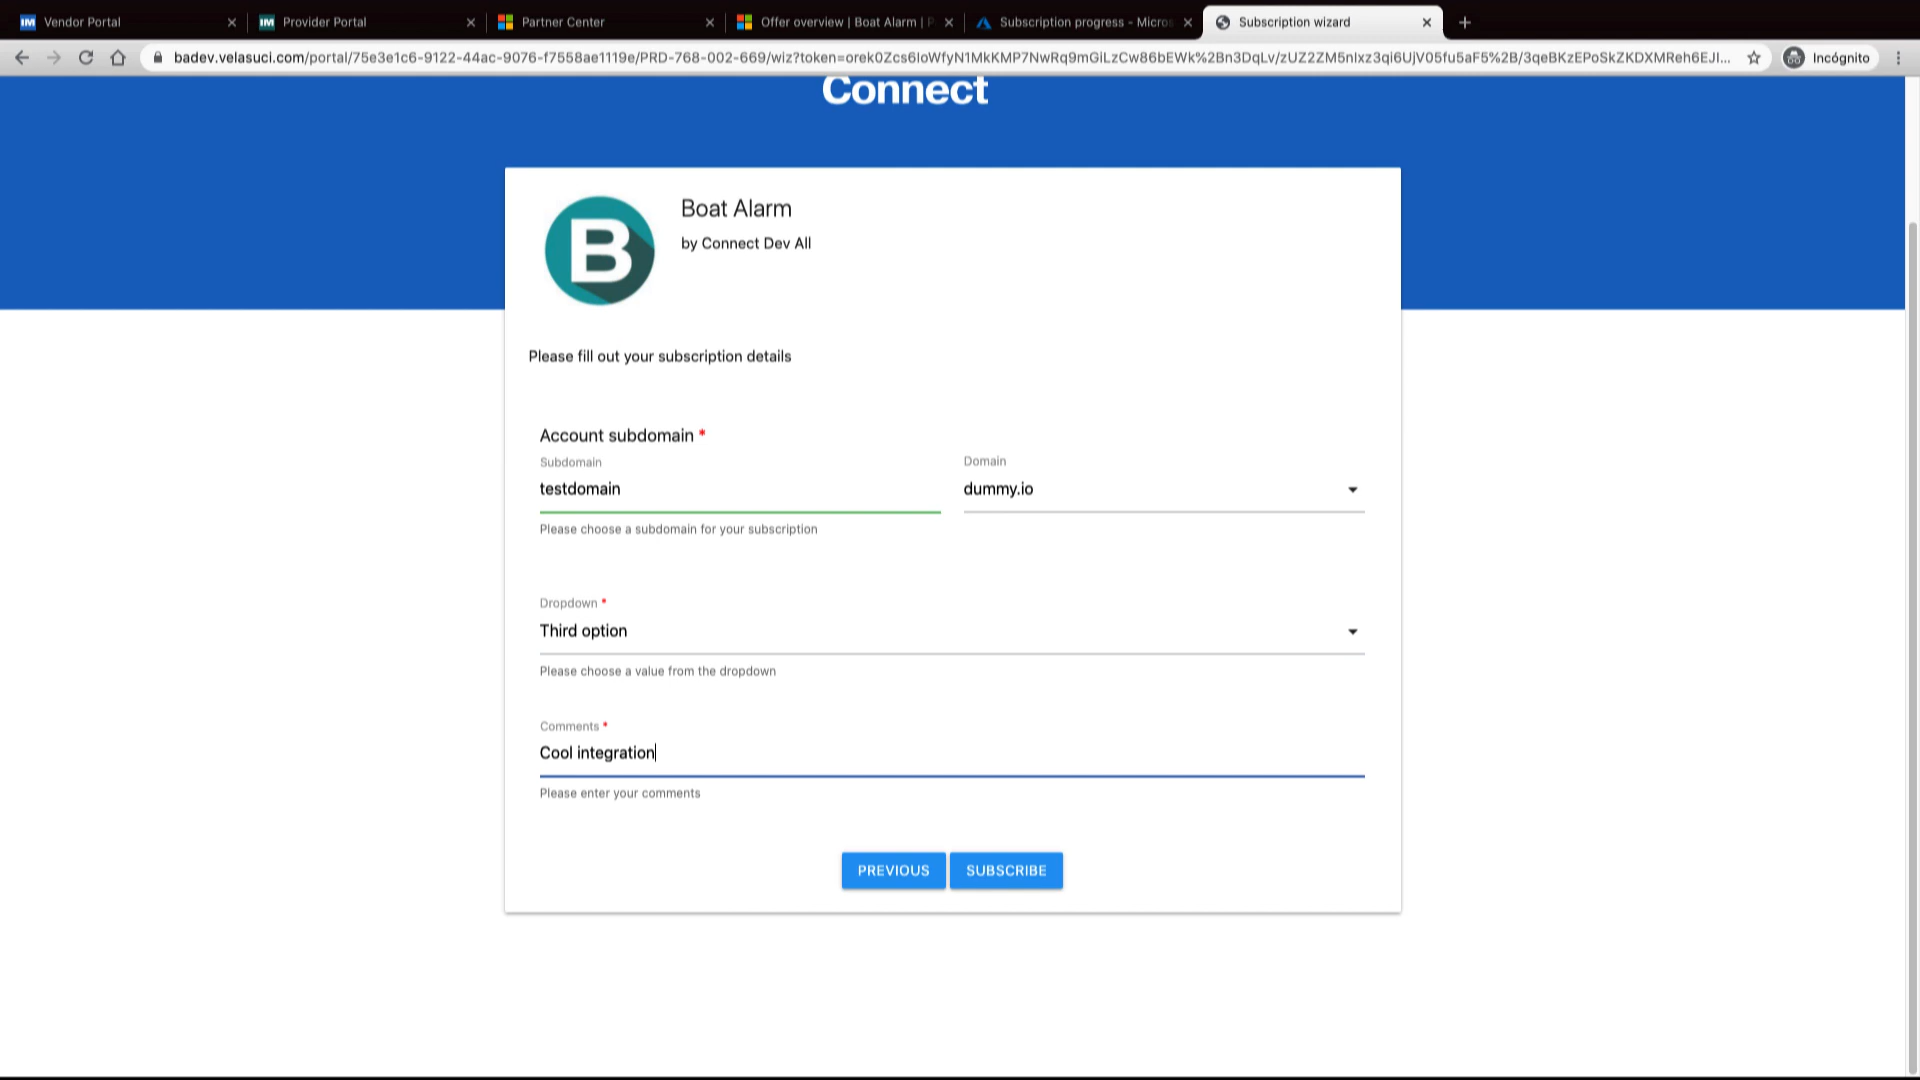 Vendor Portal
Provider Portal
Partner Center
Offer overview | Boat Alarm | P
Subscription progress - Micros
Subscription wizard
badev.velasuci.com/portal/75e3e1c6-9122-44ac-9076-f7558ae1119e/PRD-768-002-669/wiz?token=orek0Zcs6IoWfyN1MkKMP7NwRq9mGiLzCw86bEWk%2Bn3DqLv/zUZ2ZM5nIxz3qi6UjV05fu5aF5%2B/3qeBKzEPoSkZKDXMReh6EJI...
Incógnito
Connect
B
Boat Alarm
by Connect Dev All
Please fill out your subscription details
Account subdomain *
Subdomain
Domain
testdomain
dummy.io
Please choose a subdomain for your subscription
Dropdown *
Third option
Please choose a value from the dropdown
Comments *
Cool integration
Please enter your comments
PREVIOUS
SUBSCRIBE